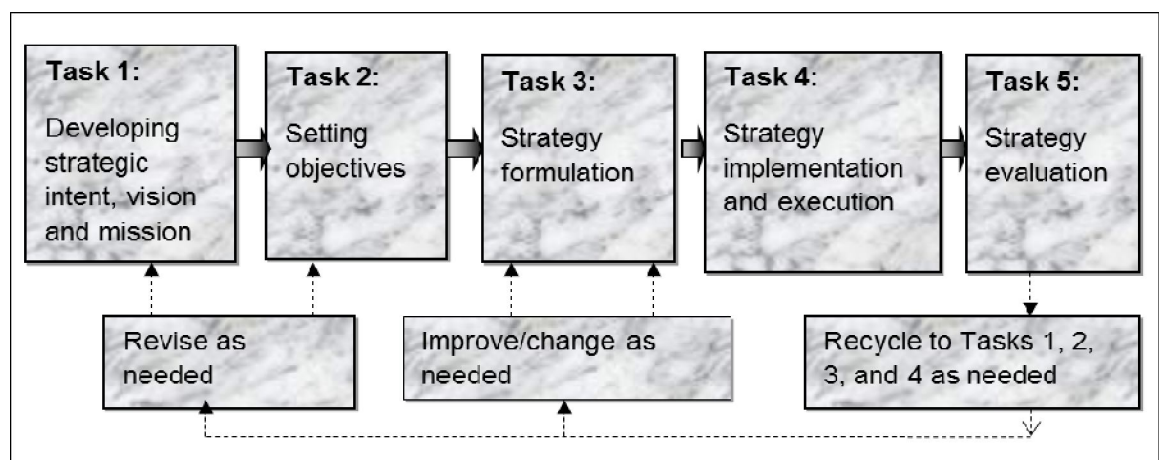 Task 1:
Developing
strategic
intent, vision
and mission
Task 2:
Setting
objectives
Task 3:
Strategy
formulation
Task 4:
Strategy
implementation
and execution
Task 5:
Strategy
evaluation
Revise as
needed
Improve/change as
needed
Recycle to Tasks 1, 2,
3, and 4 as needed